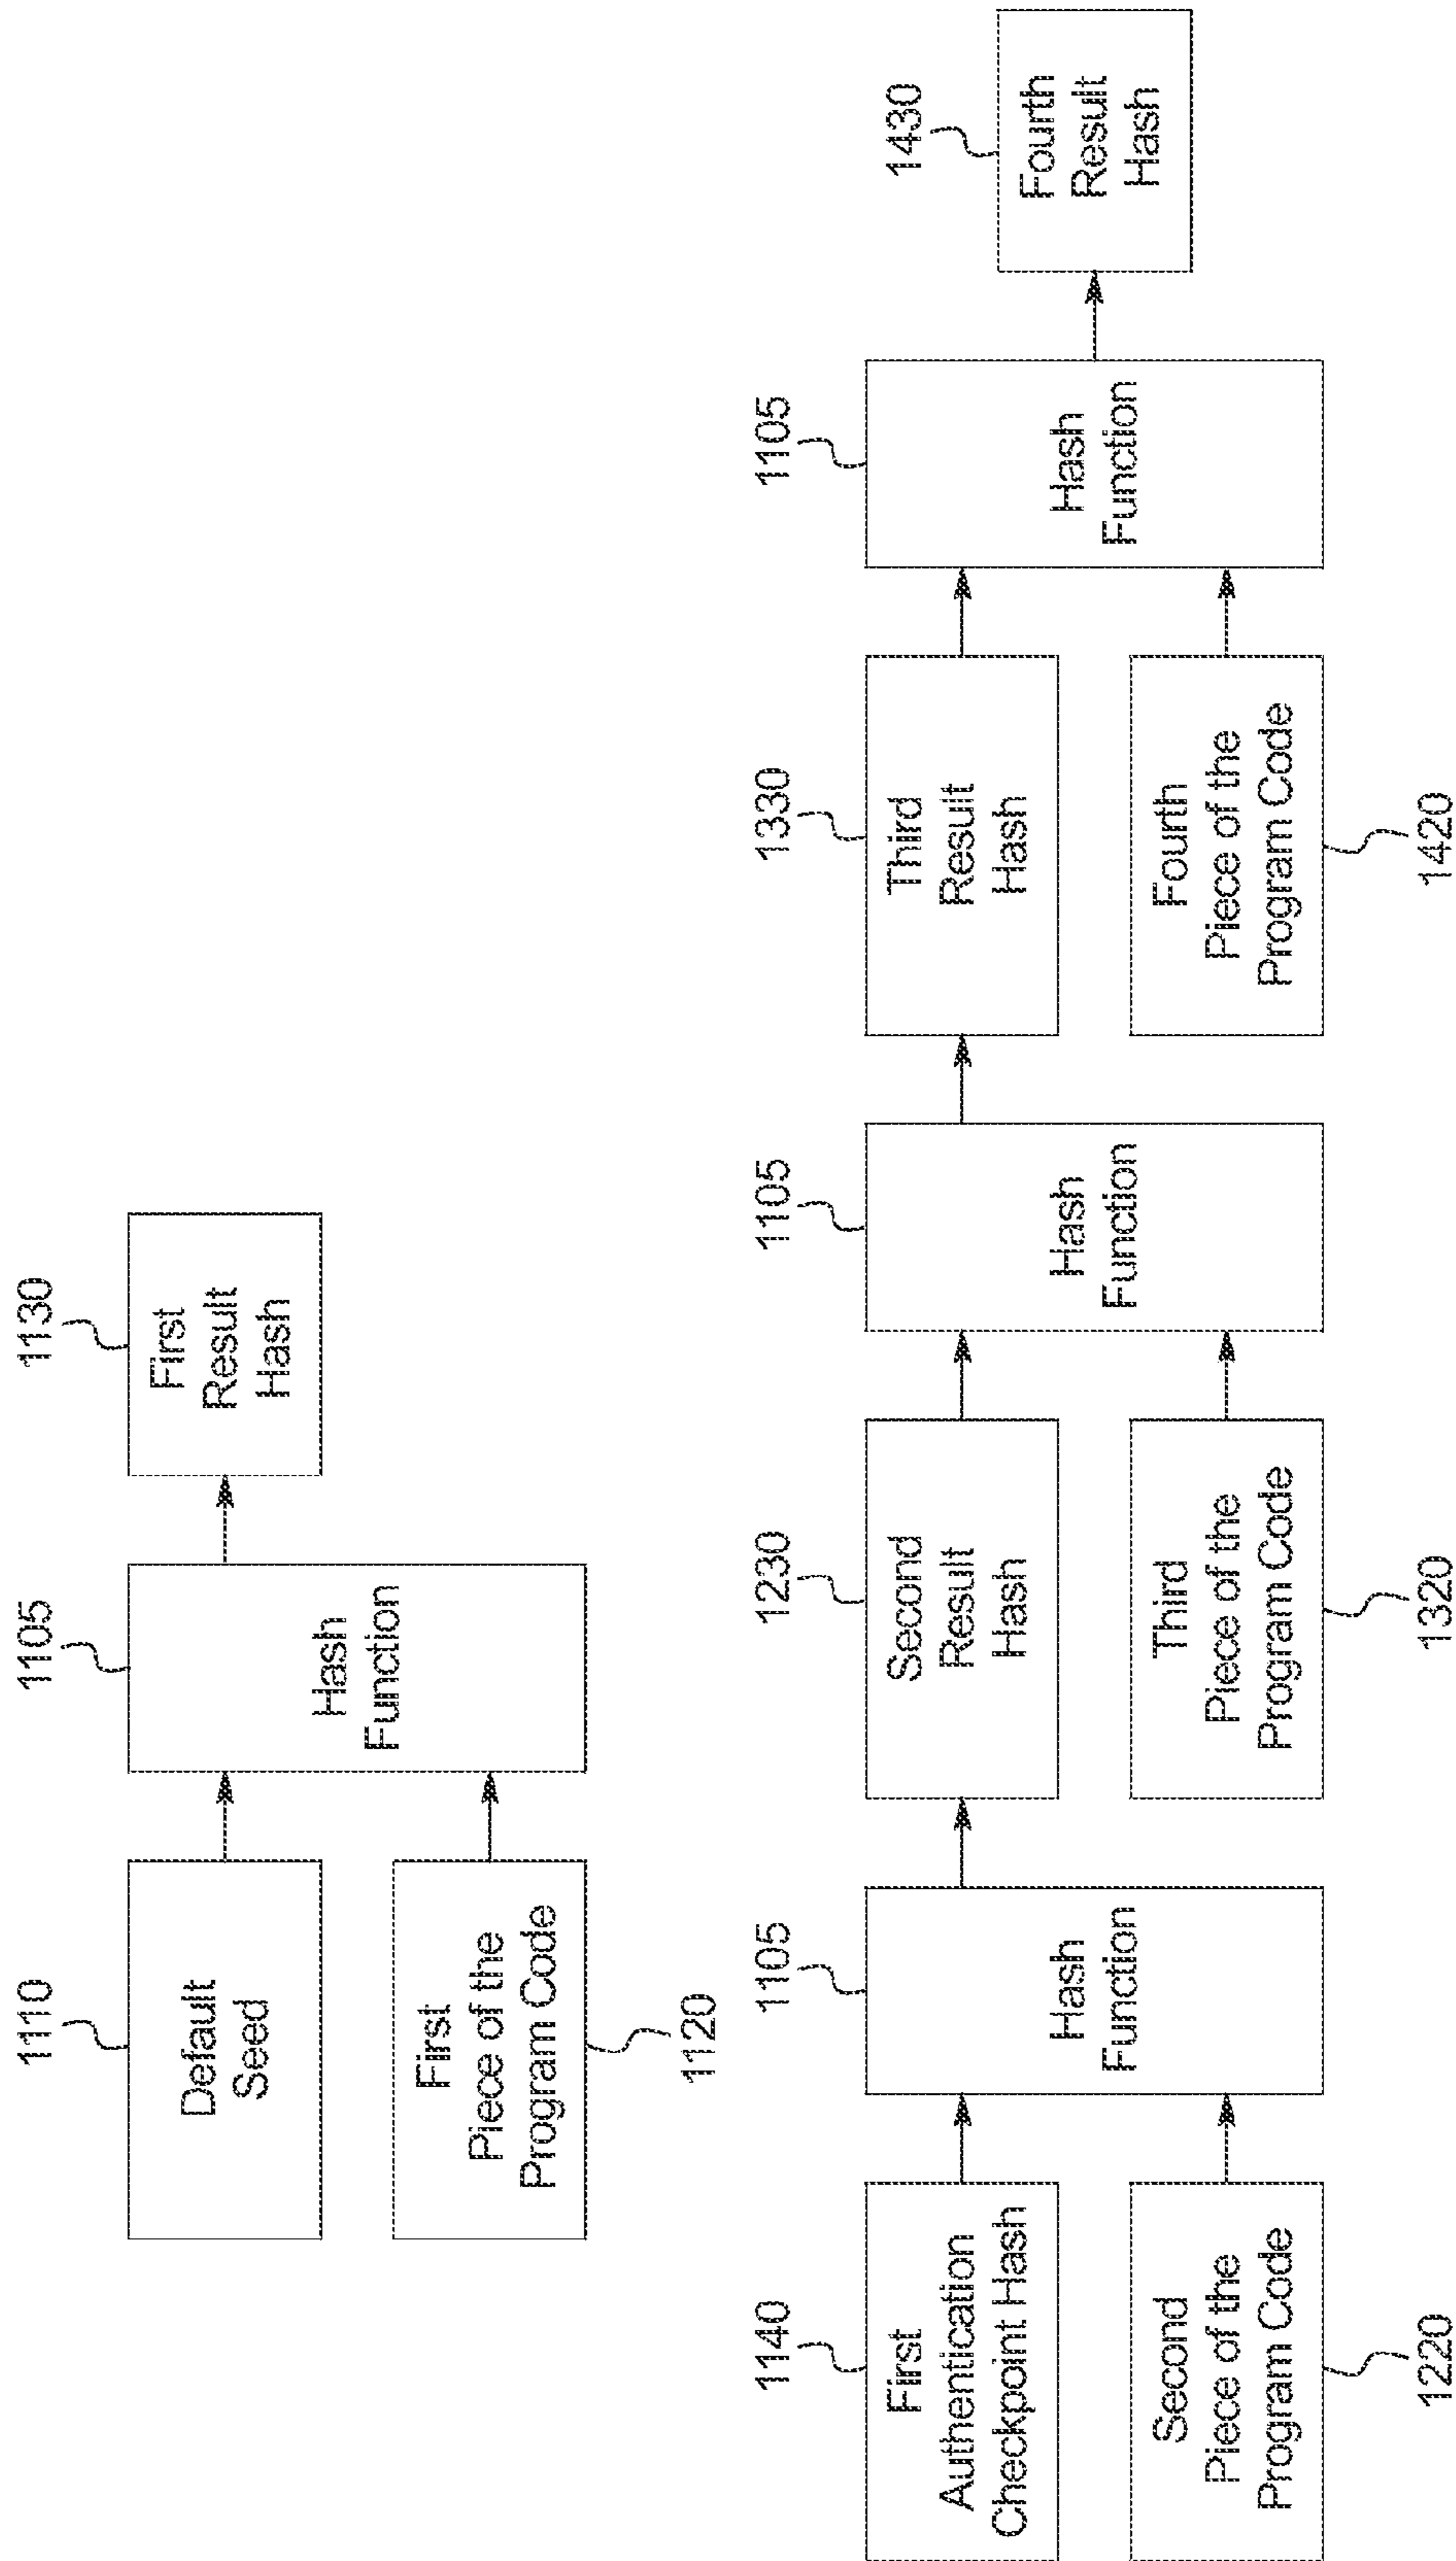 1110
Default
Seed
First
Piece of the
Program Code
1120
1105
Hash
Function
1130
First
Result
Hash
1140
First
Authentication
Checkpoint Hash
Second
Piece of the
Program Code
1220
1105
Hash
Function
1230
Second
Result
Hash
Third
Piece of the
Program Code
1320
1105
Hash
Function
1330
Third
Result
Hash
Fourth
Piece of the
Program Code
1420
1105
Hash
Function
1430
Fourth
Result
Hash